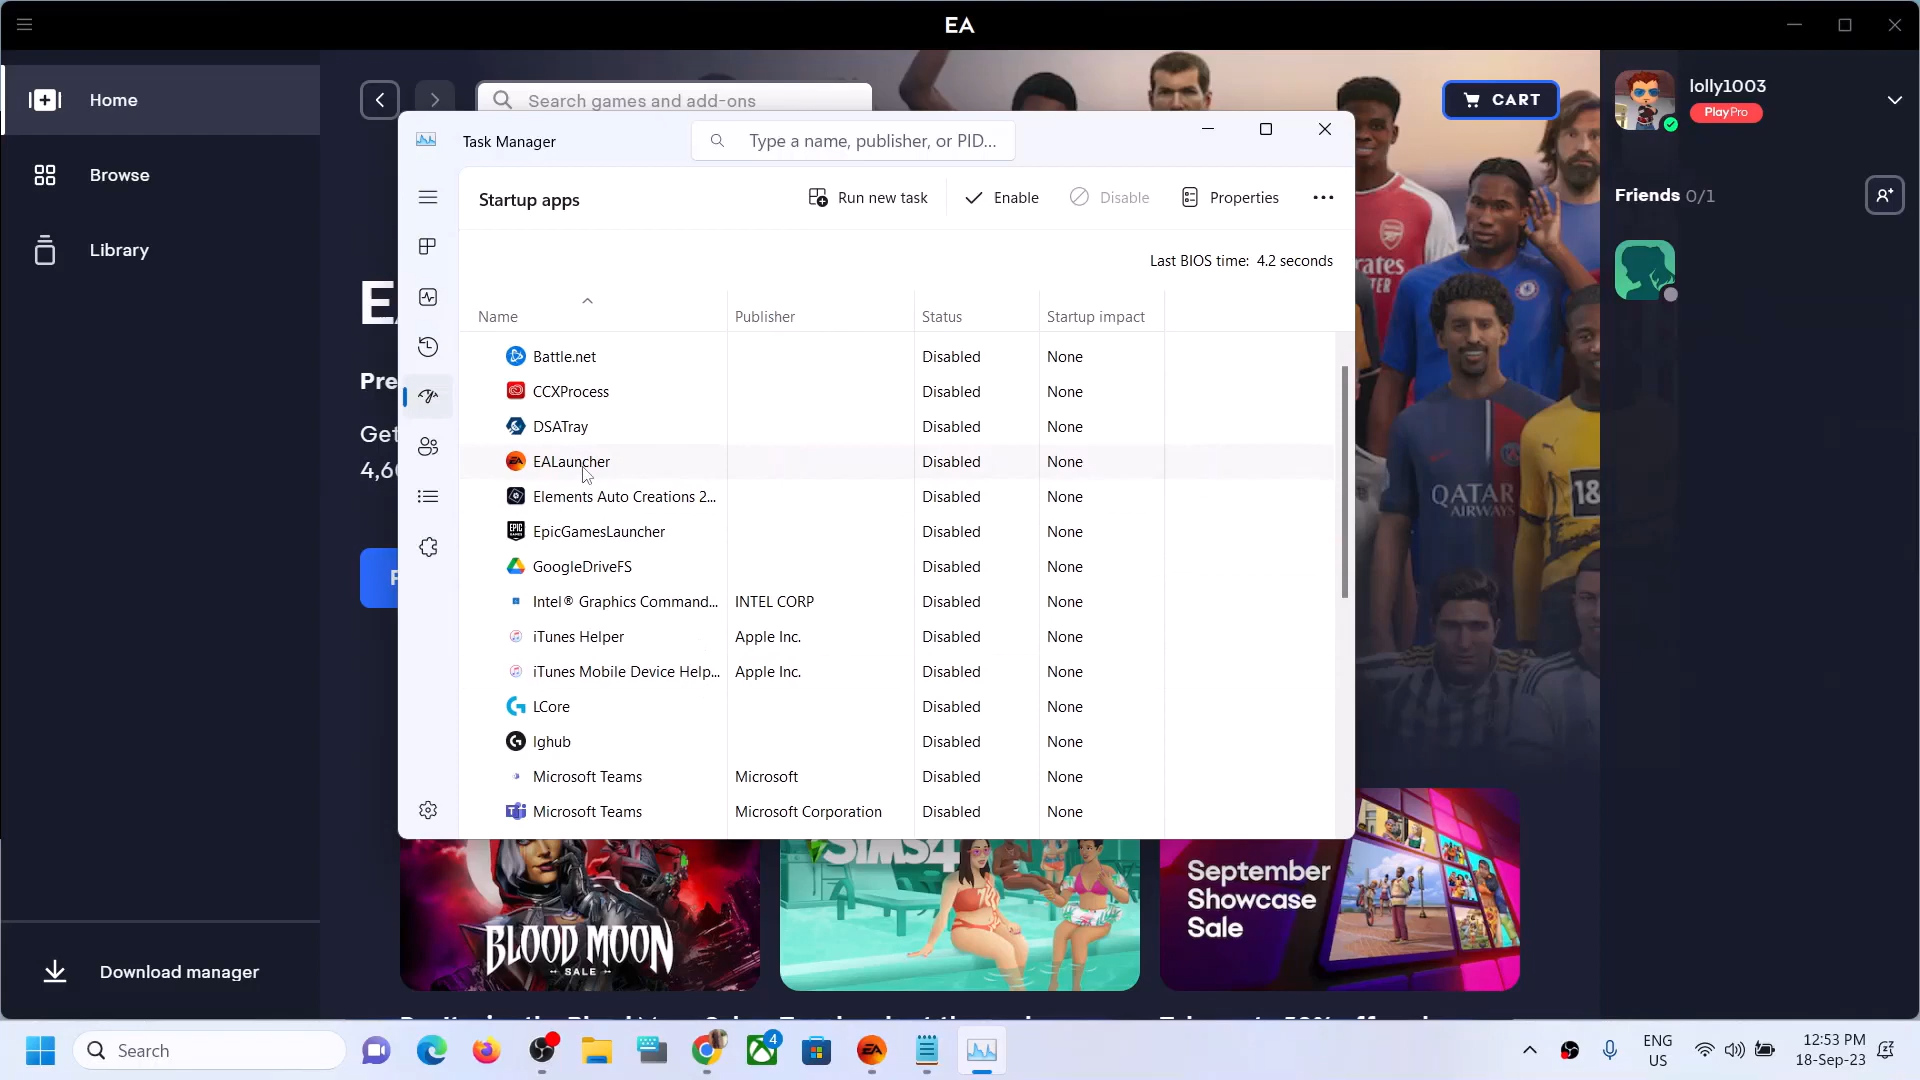 EA
Home
Browse
Library
Download manager
Search games and add-ons
CART
lolly1003
Play Pro
Friends 0/1
Pre
Get
Task Manager
Type a name, publisher, or PID...
Startup apps
Run new task
Enable
Disable
Properties
Last BIOS time: 4.2 seconds
Name Publisher Status Startup impact
Battle.net Disabled None
CCXProcess Disabled None
DSATray Disabled None
EALauncher Disabled None
Elements Auto Creations 2... Disabled None
EpicGamesLauncher Disabled None
GoogleDriveFS Disabled None
Intel® Graphics Command... INTEL CORP Disabled None
iTunes Helper Apple Inc. Disabled None
iTunes Mobile Device Help... Apple Inc. Disabled None
LCore Disabled None
lghub Disabled None
Microsoft Teams Microsoft Disabled None
Microsoft Teams Microsoft Corporation Disabled None
QATAR
AIRWAYS
18
BLOOD MOON
SALE
SIMS4
September
Showcase
Sale
Search
4
ENG
US
12:53 PM
18-Sep-23